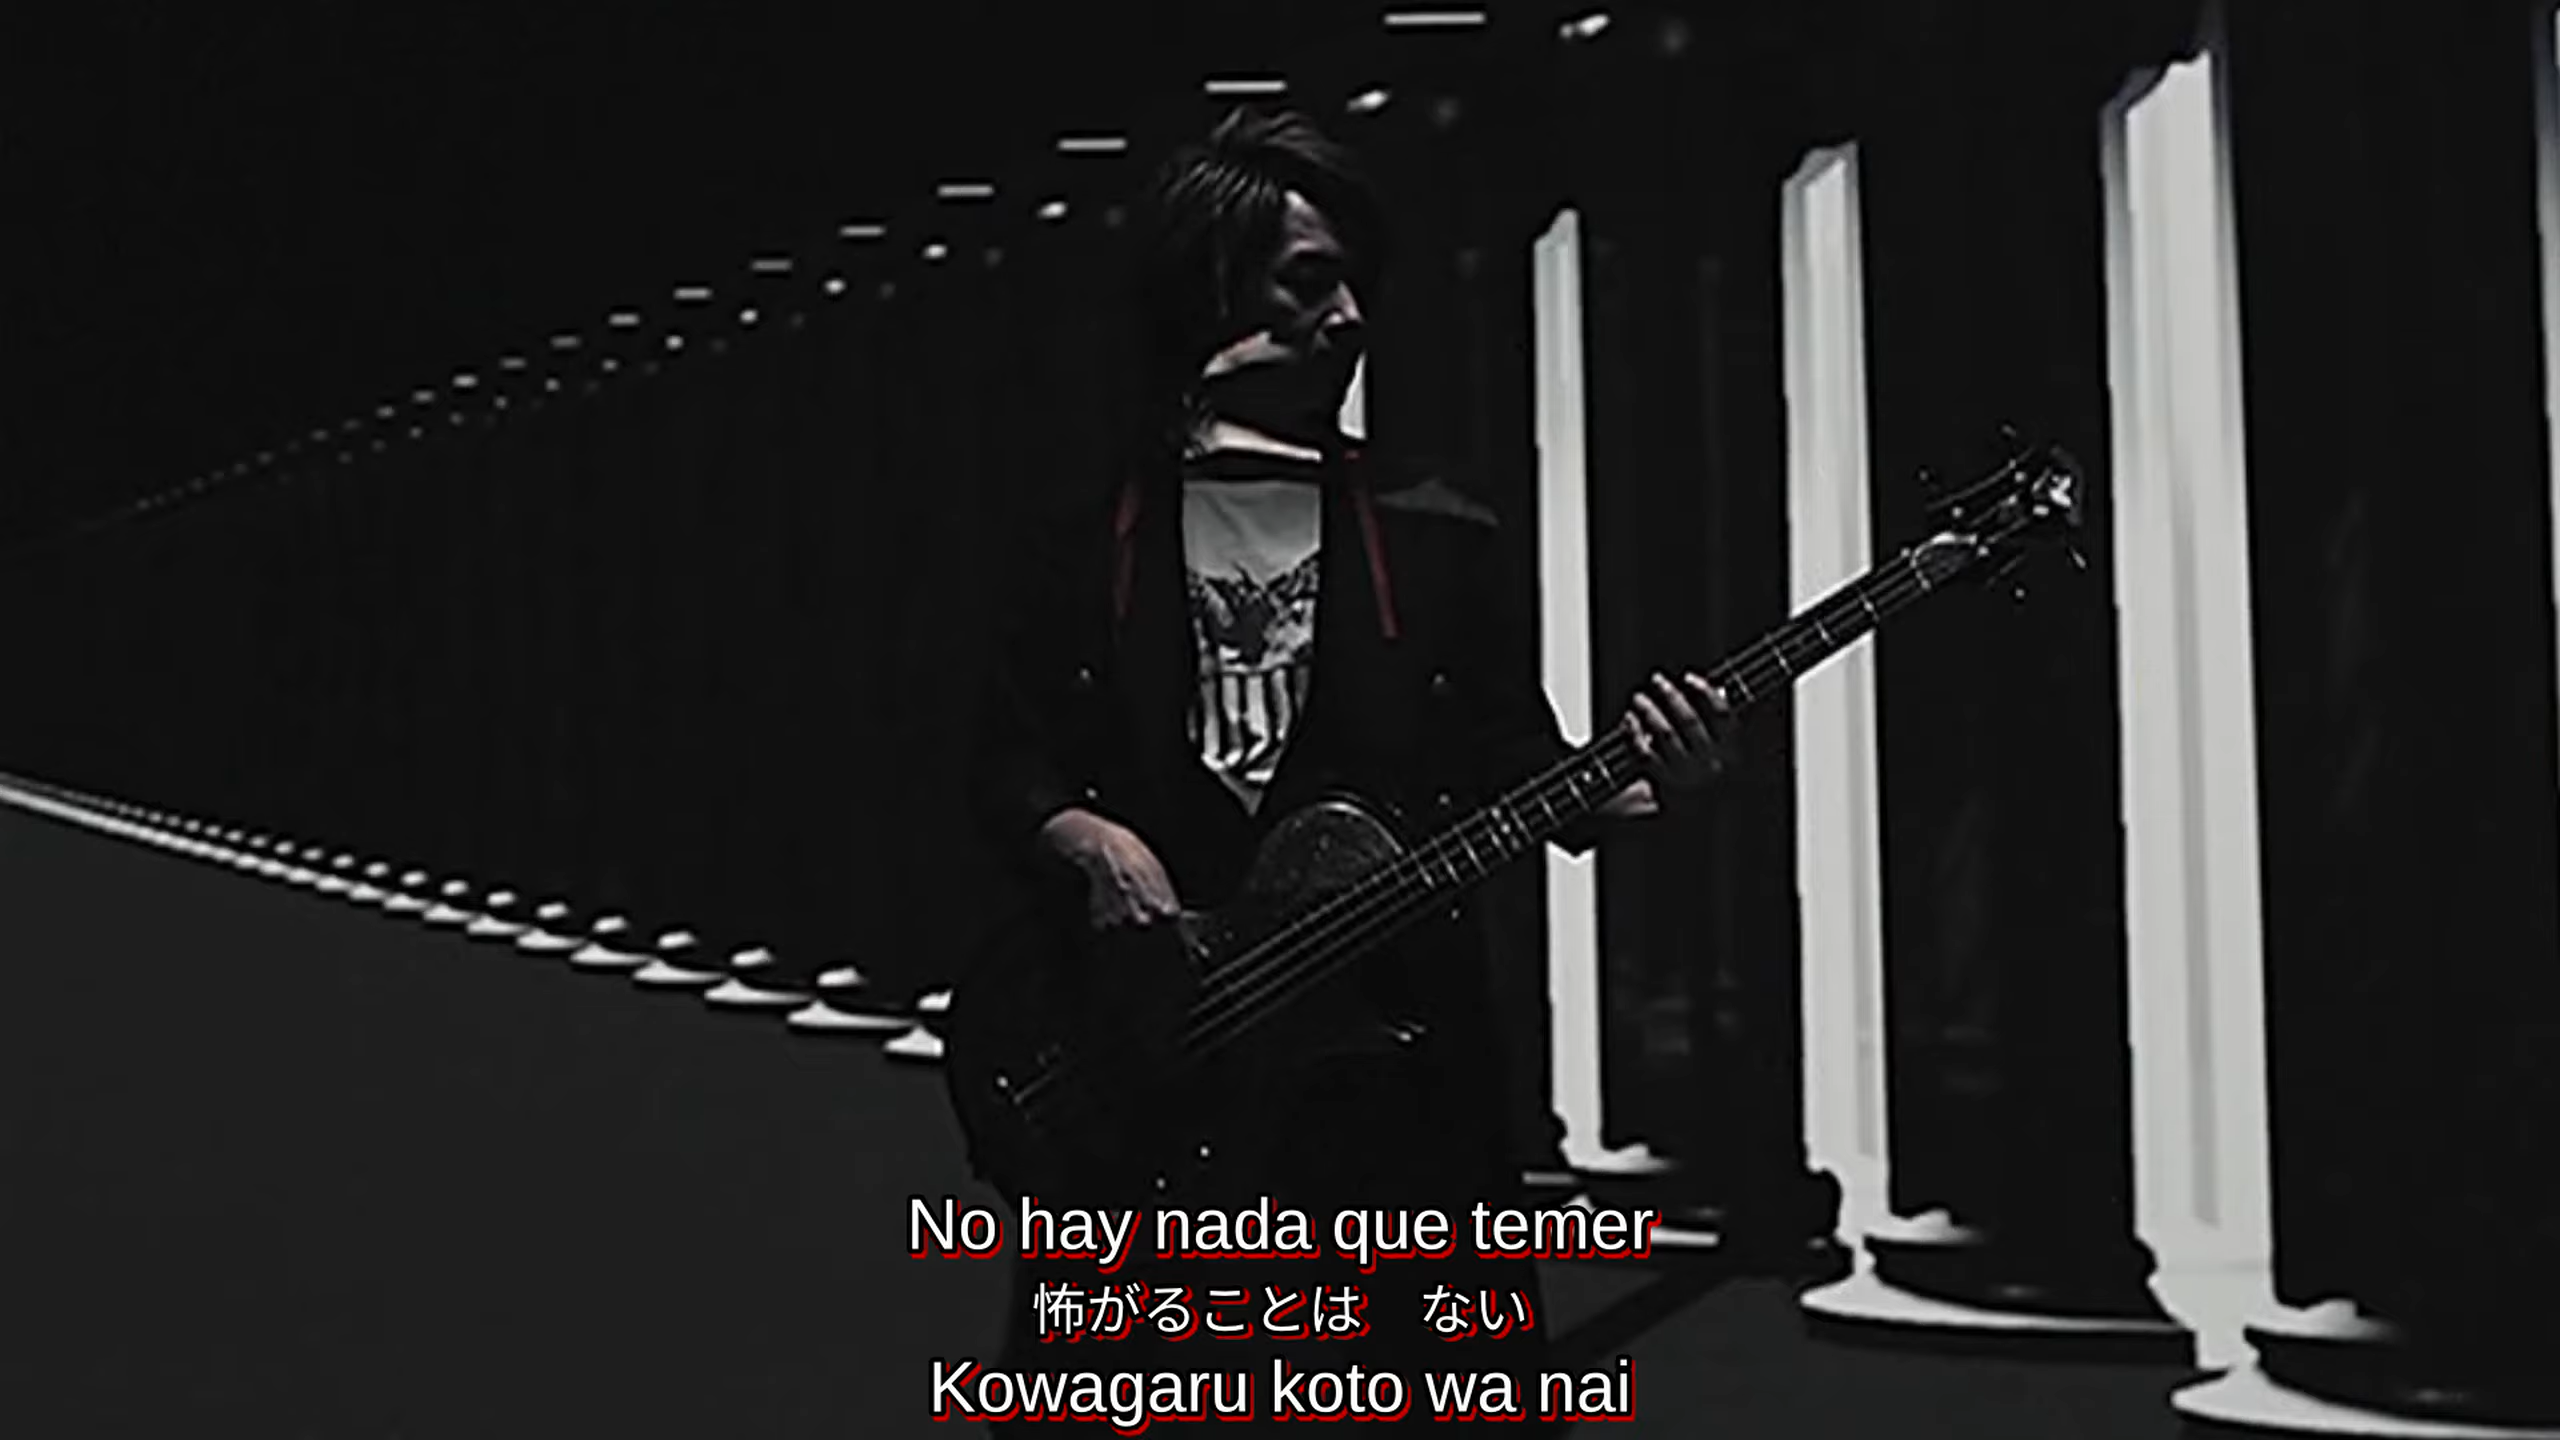 No hay nada que temer
怖がることは　ない
Kowagaru koto wa nai